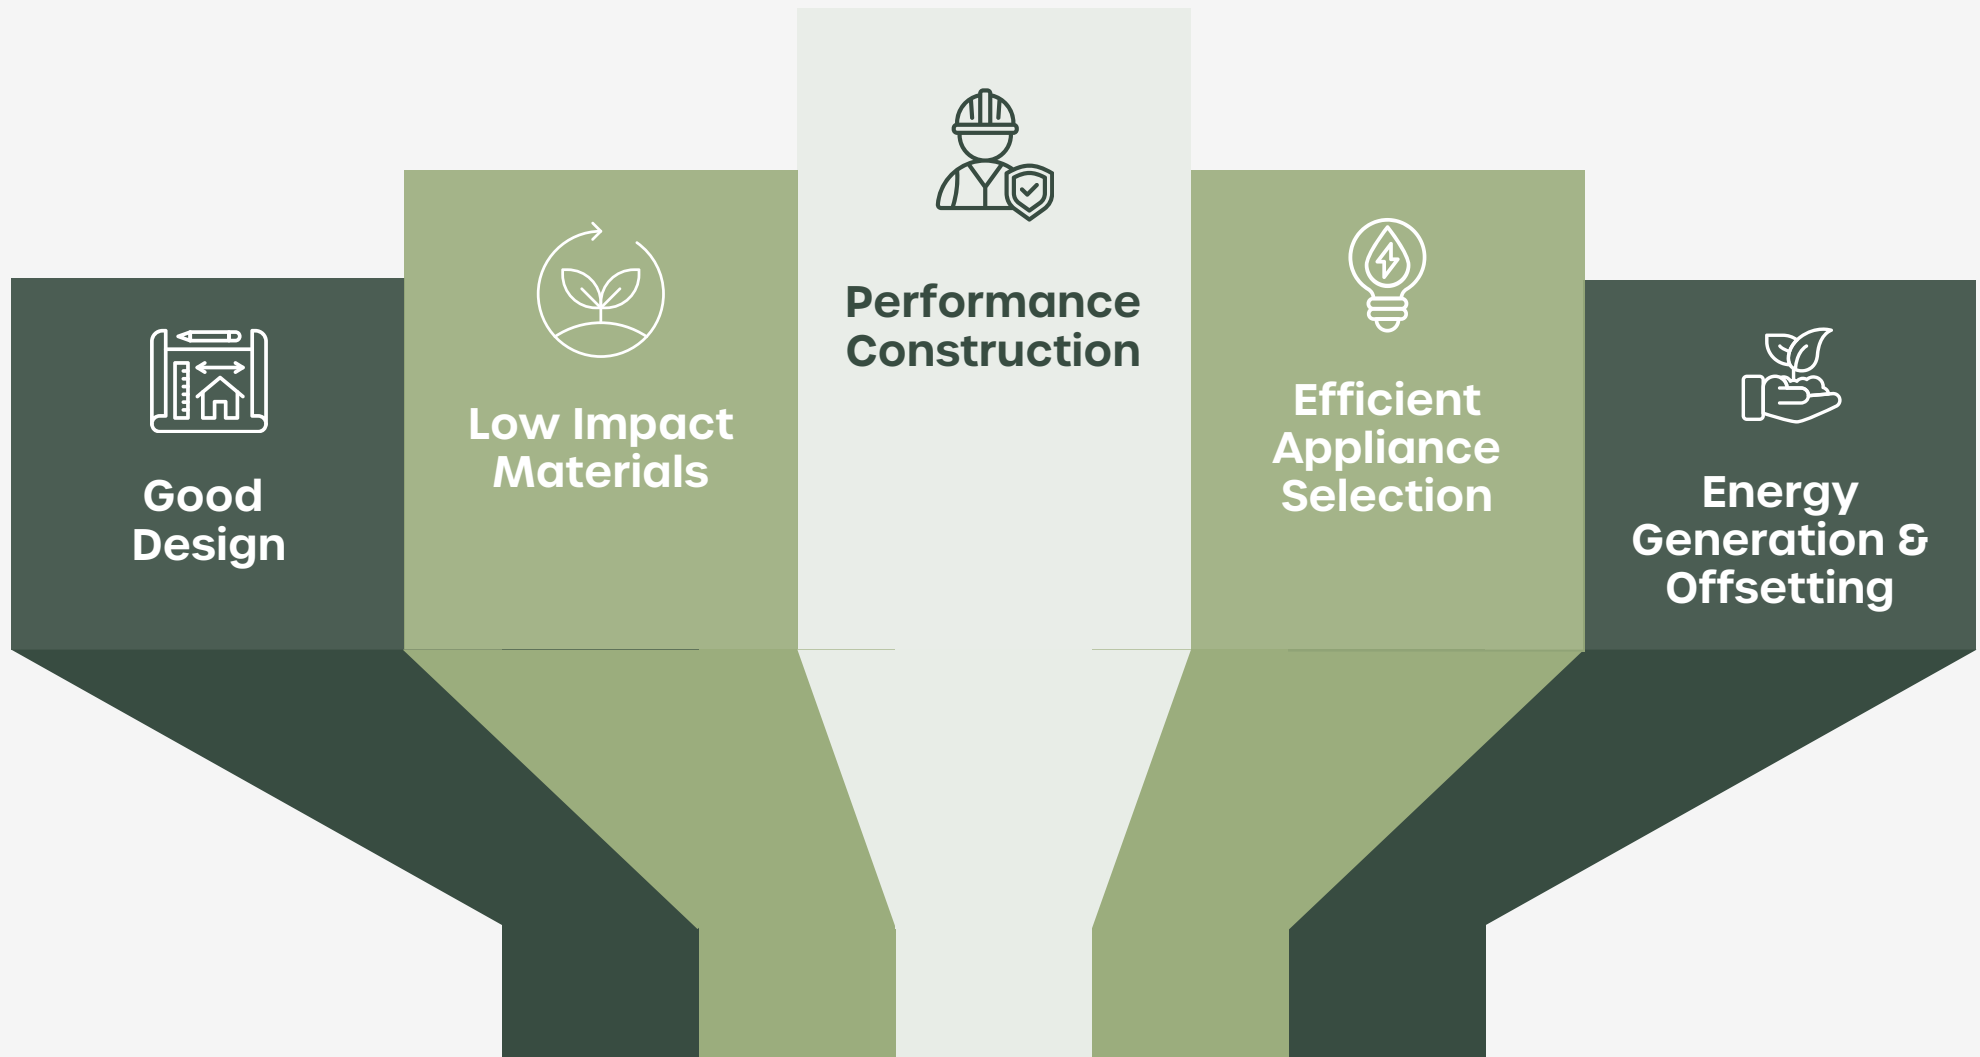 Good
Design
Low Impact
Materials
Performance
Construction
Efficient
Appliance
Selection
Energy
Generation &
Offsetting